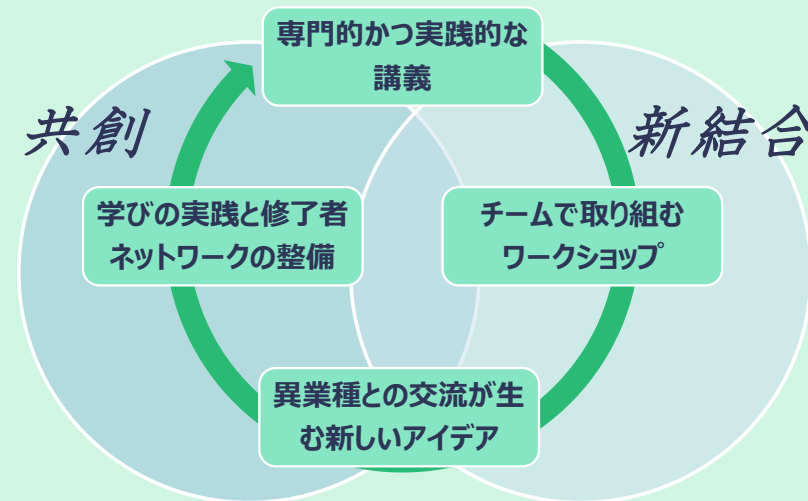 専門的かつ実践的な
講義
共創
新結合
学びの実践と修了者
ネットワークの整備
チームで取り組む
ワークショップ
異業種との交流が生
む新しいアイデア